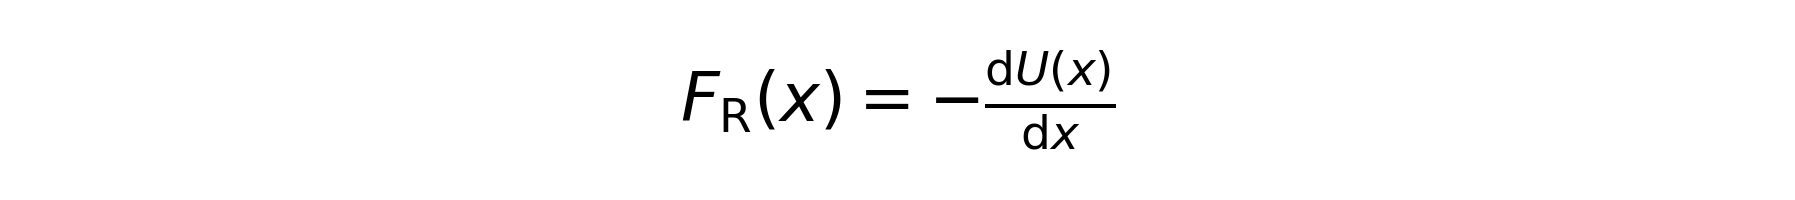 F_R(x) = −dU(x)/dx